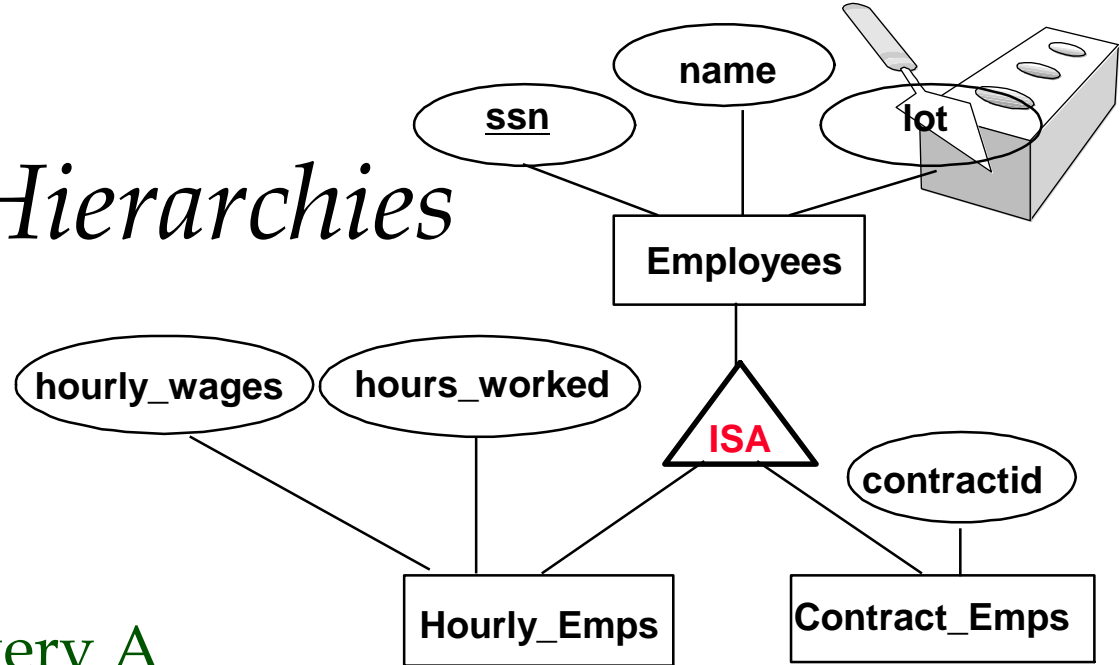 name
ssn
lot
Hierarchies
Employees
hourly_wages
hours_worked
ISA
contractid
Hourly_Emps
Contract_Emps
A